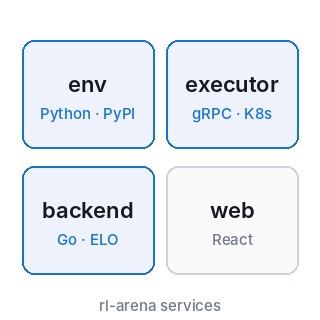 env
Python · PyPI
executor
gRPC · K8s
backend
Go · ELO
web
React
rl-arena services